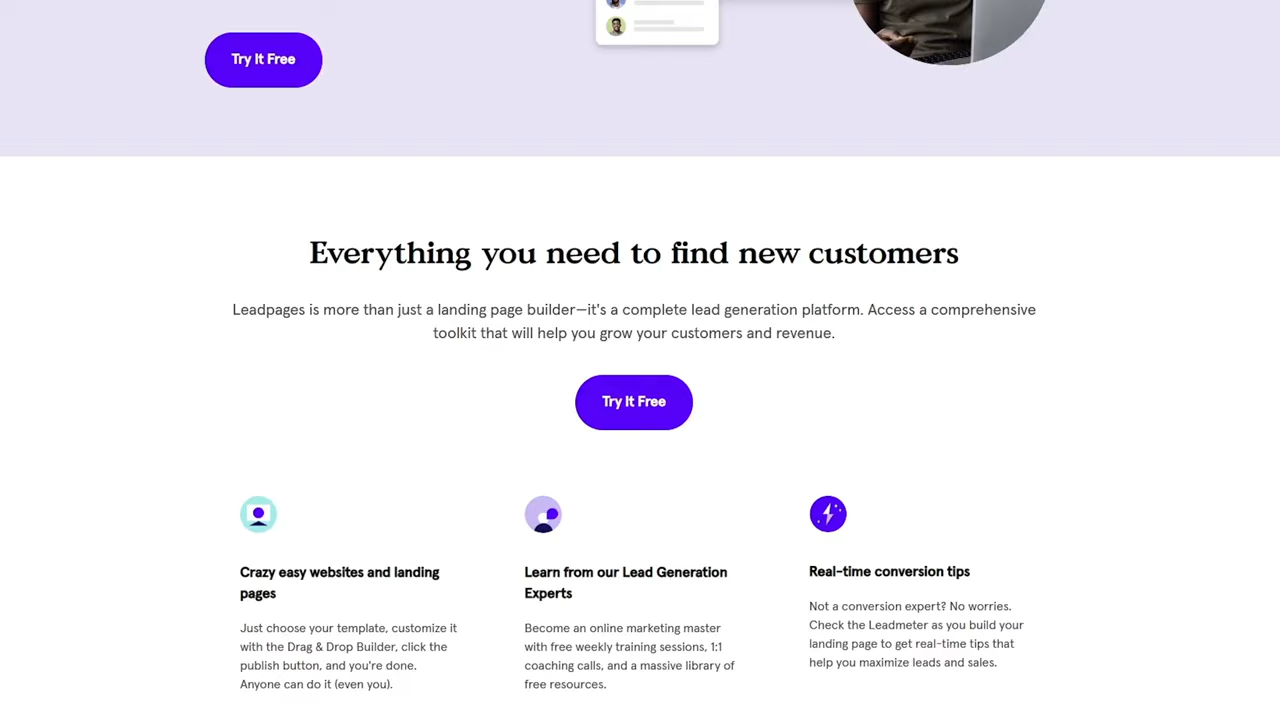 Try It Free
Everything you need to find new customers
Leadpages is more than just a landing page builder—it's a complete lead generation platform. Access a comprehensive
toolkit that will help you grow your customers and revenue.
Try It Free
Crazy easy websites and landing
pages
Just choose your template, customize it
with the Drag & Drop Builder, click the
publish button, and you're done.
Anyone can do it (even you).
Learn from our Lead Generation
Experts
Become an online marketing master
with free weekly training sessions, 1:1
coaching calls, and a massive library of
free resources.
Real-time conversion tips
Not a conversion expert? No worries.
Check the Leadmeter as you build your
landing page to get real-time tips that
help you maximize leads and sales.